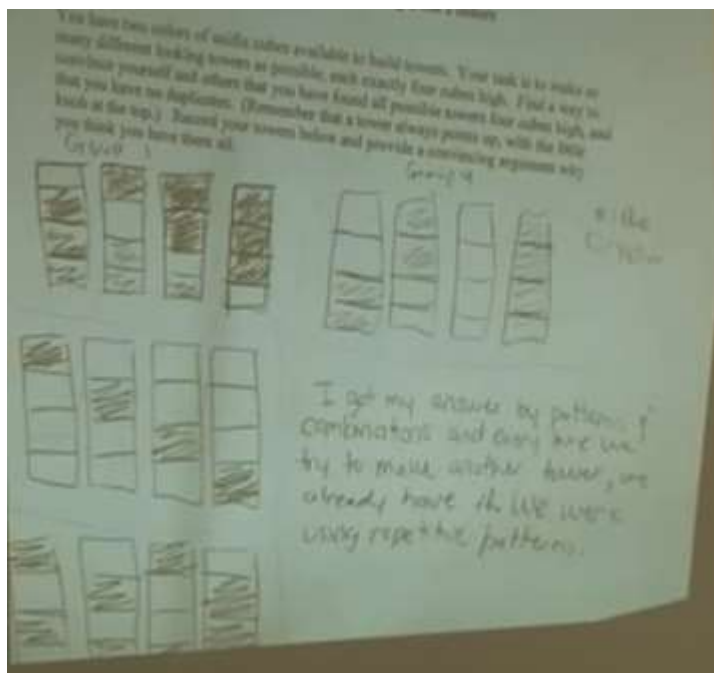 You have two colors of unifix cubes available to build towers. Your task is to make as
many different looking towers as possible, each exactly four cubes high. Find a way to
convince yourself and others that you have found all possible towers four cubes high, and
that you have no duplicates. (Remember that a tower always points up, with the little
knob at the top.) Record your towers below and provide a convincing argument why
you think you have them all.
Group 1
Group 4
I got my answer by patterns &
combinations and every time we
try to make another tower, we
already have it. We were
using repetitive patterns.